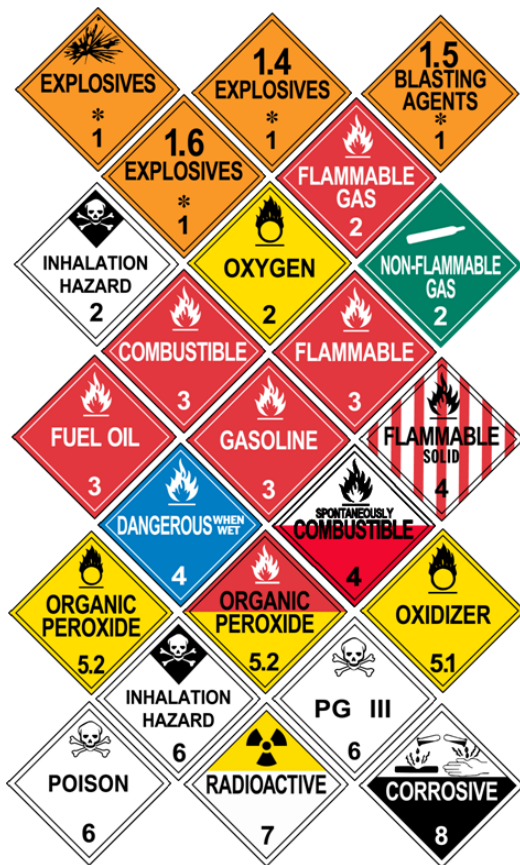 EXPLOSIVES
*
1
1.4
EXPLOSIVES
*
1
1.5
BLASTING
AGENTS
*
1
1.6
EXPLOSIVES
*
1
FLAMMABLE
GAS
2
INHALATION
HAZARD
2
OXYGEN
2
NON-FLAMMABLE
GAS
2
COMBUSTIBLE
3
FLAMMABLE
3
FUEL OIL
3
GASOLINE
3
FLAMMABLE
SOLID
4
DANGEROUS WHEN WET
4
SPONTANEOUSLY
COMBUSTIBLE
4
ORGANIC
PEROXIDE
5.2
ORGANIC
PEROXIDE
5.2
OXIDIZER
5.1
INHALATION
HAZARD
6
PG III
6
POISON
6
RADIOACTIVE
7
CORROSIVE
8